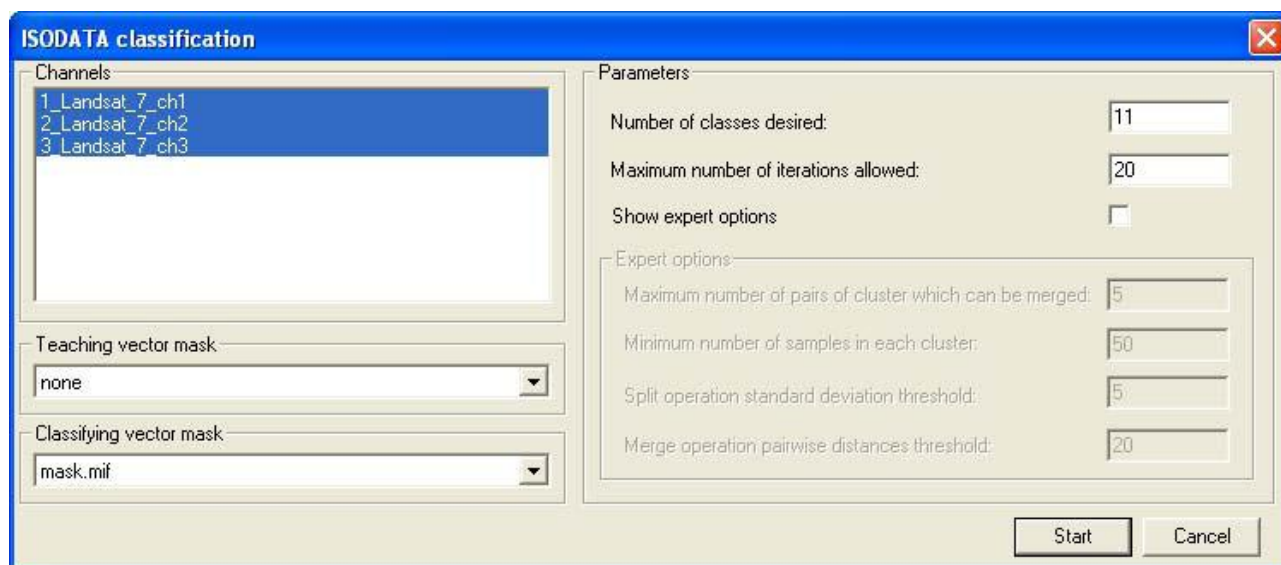 ISODATA classification
Channels
1_Landsat_7_ch1
2_Landsat_7_ch2
3_Landsat_7_ch3
Teaching vector mask
none
Classifying vector mask
mask.mif
Parameters
Number of classes desired: 11
Maximum number of iterations allowed: 20
Show expert options
Expert options
Maximum number of pairs of cluster which can be merged: 5
Minimum number of samples in each cluster: 50
Split operation standard deviation threshold: 5
Merge operation pairwise distances threshold: 20
Start Cancel